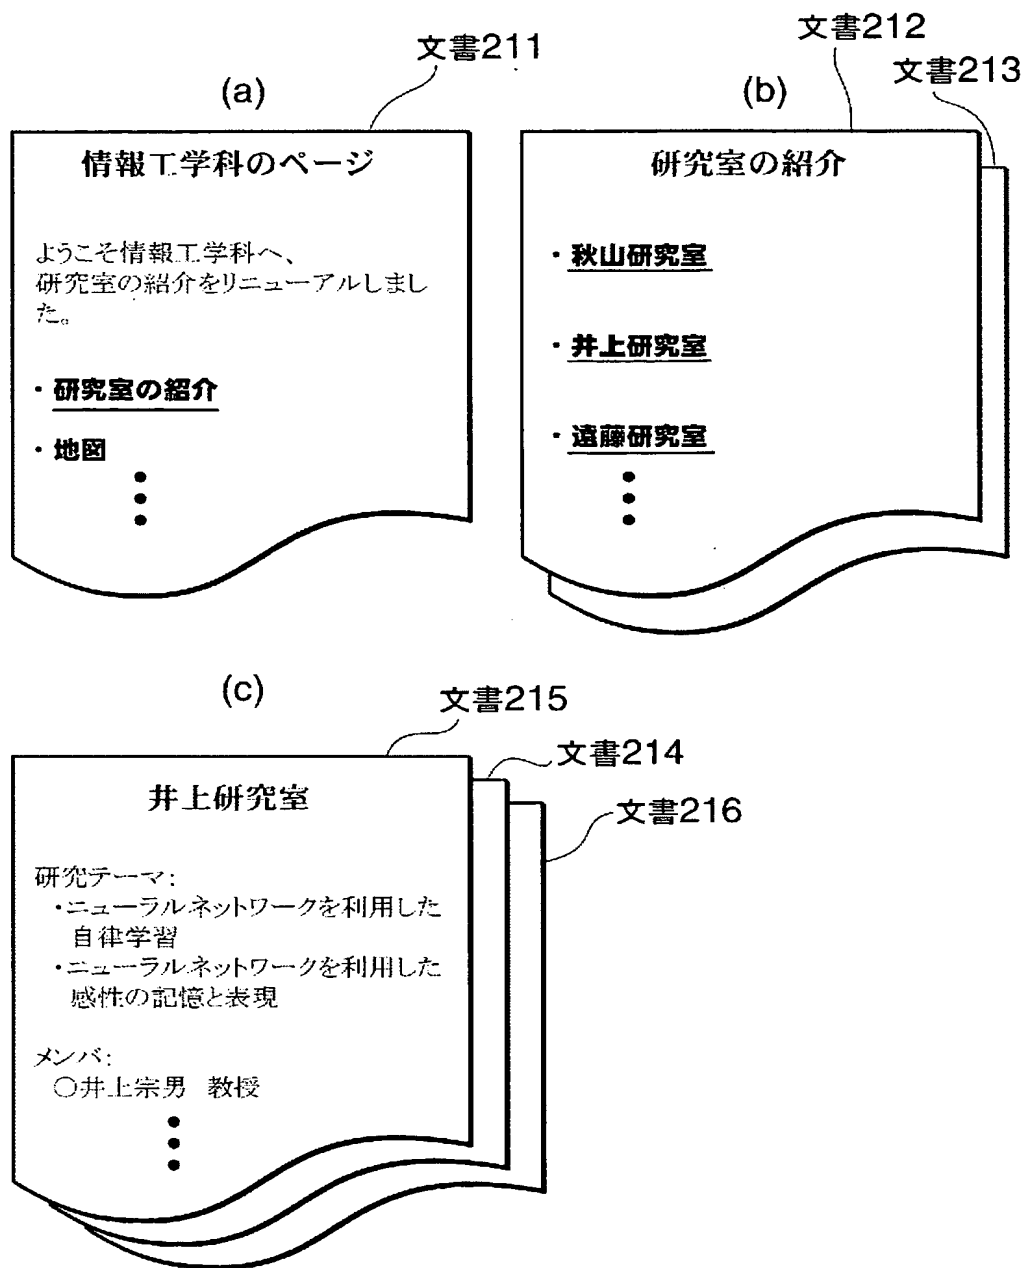 文書211
(a)
情報工学科のページ
ようこそ情報工学科へ、
研究室の紹介をリニューアルしまし
た。
・研究室の紹介
・地図
文書212
文書213
(b)
研究室の紹介
・秋山研究室
・井上研究室
・遠藤研究室
(c)
文書215
文書214
文書216
井上研究室
研究テーマ:
・ニューラルネットワークを利用した
自律学習
・ニューラルネットワークを利用した
感性の記憶と表現
メンバ:
○井上宗男 教授